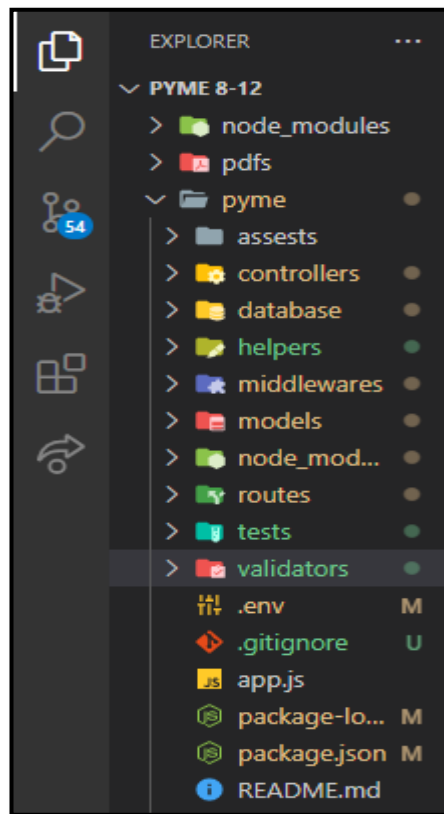 EXPLORER ...
PYME 8-12
node_modules
pdfs
pyme
54
assests
controllers
database
helpers
middlewares
models
node_mod...
routes
tests
validators
.env M
.gitignore U
JS app.js
package-lo... M
package.json M
README.md